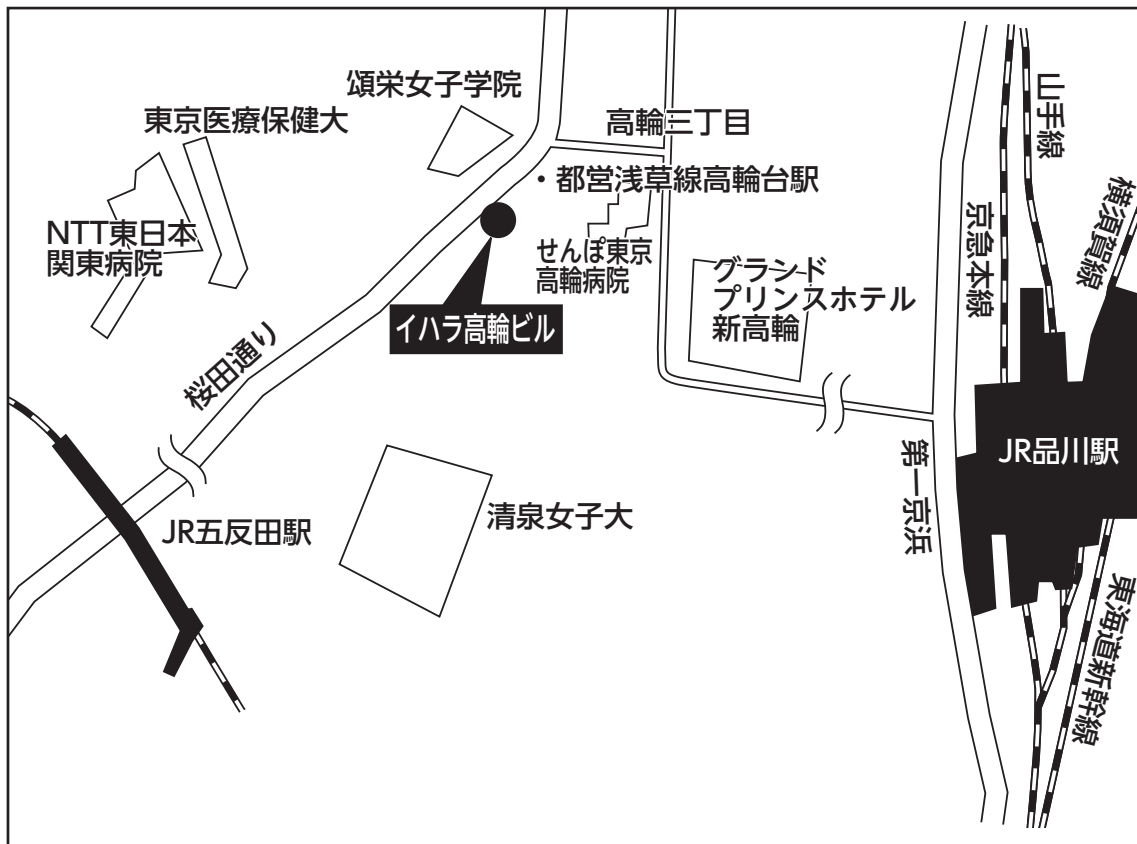 頌栄女子学院
東京医療保健大
高輪三丁目
・都営浅草線高輪台駅
NTT東日本
関東病院
せんぽ東京
高輪病院
グランド
プリンスホテル
新高輪
イハラ高輪ビル
桜田通り
山手線
横須賀線
京急本線
JR品川駅
第一京浜
清泉女子大
JR五反田駅
東海道新幹線